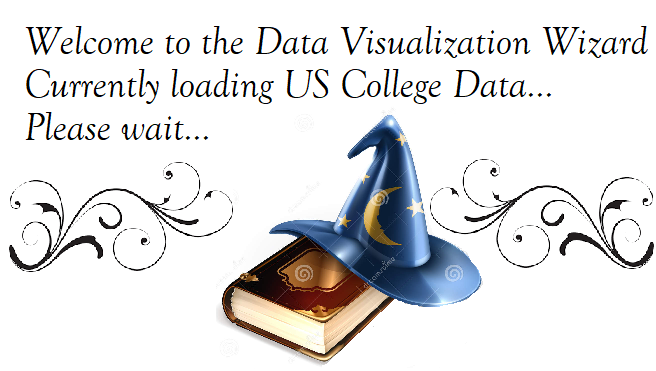 Welcome to the Data Visualization Wizard
Currently loading US College Data...
Please wait...